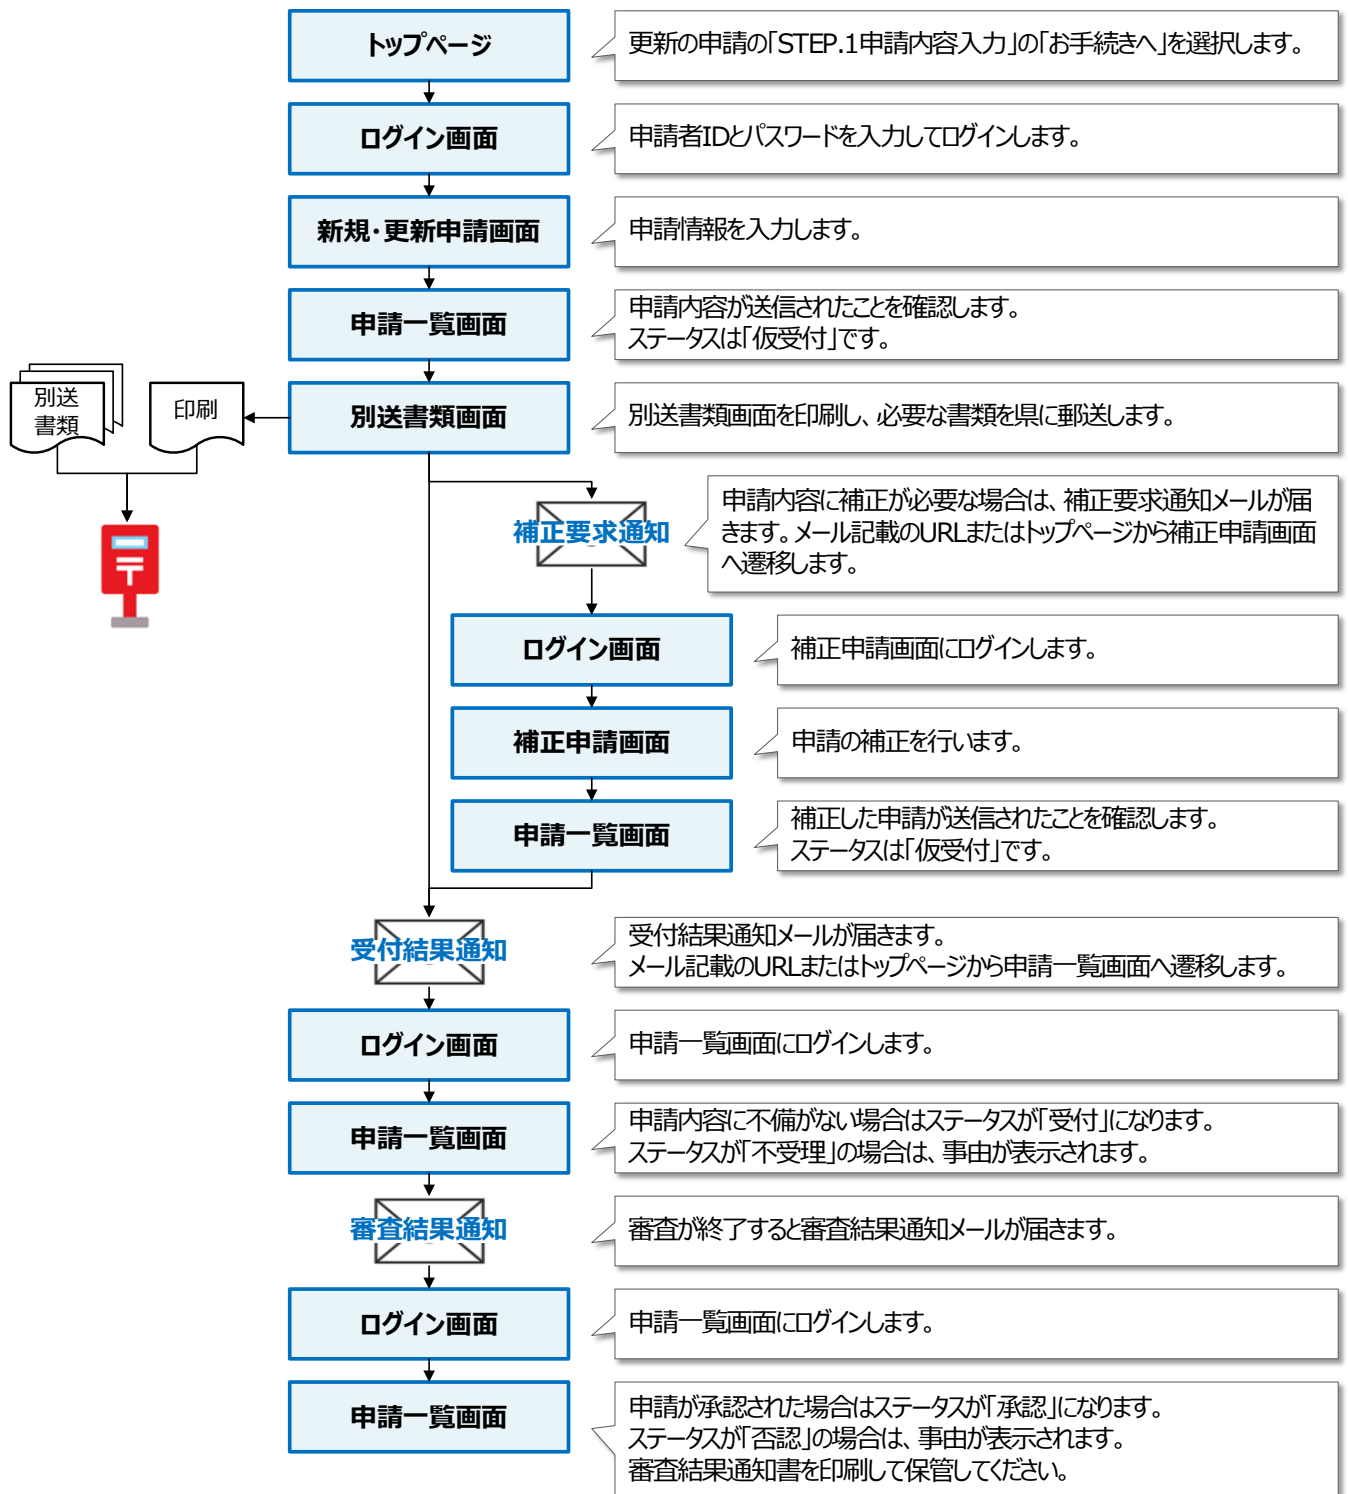 トップページ
更新の申請の「STEP.1申請内容入力」の「お手続きへ」を選択します。
ログイン画面
申請者IDとパスワードを入力してログインします。
新規・更新申請画面
申請情報を入力します。
申請一覧画面
申請内容が送信されたことを確認します。
ステータスは「仮受付」です。
別送
書類
印刷
別送書類画面
別送書類画面を印刷し、必要な書類を県に郵送します。
補正要求通知
申請内容に補正が必要な場合は、補正要求通知メールが届
きます。メール記載のURLまたはトップページから補正申請画面
へ遷移します。
ログイン画面
補正申請画面にログインします。
補正申請画面
申請の補正を行います。
申請一覧画面
補正した申請が送信されたことを確認します。
ステータスは「仮受付」です。
受付結果通知
受付結果通知メールが届きます。
メール記載のURLまたはトップページから申請一覧画面へ遷移します。
ログイン画面
申請一覧画面にログインします。
申請一覧画面
申請内容に不備がない場合はステータスが「受付」になります。
ステータスが「不受理」の場合は、事由が表示されます。
審査結果通知
審査が終了すると審査結果通知メールが届きます。
ログイン画面
申請一覧画面にログインします。
申請一覧画面
申請が承認された場合はステータスが「承認」になります。
ステータスが「否認」の場合は、事由が表示されます。
審査結果通知書を印刷して保管してください。